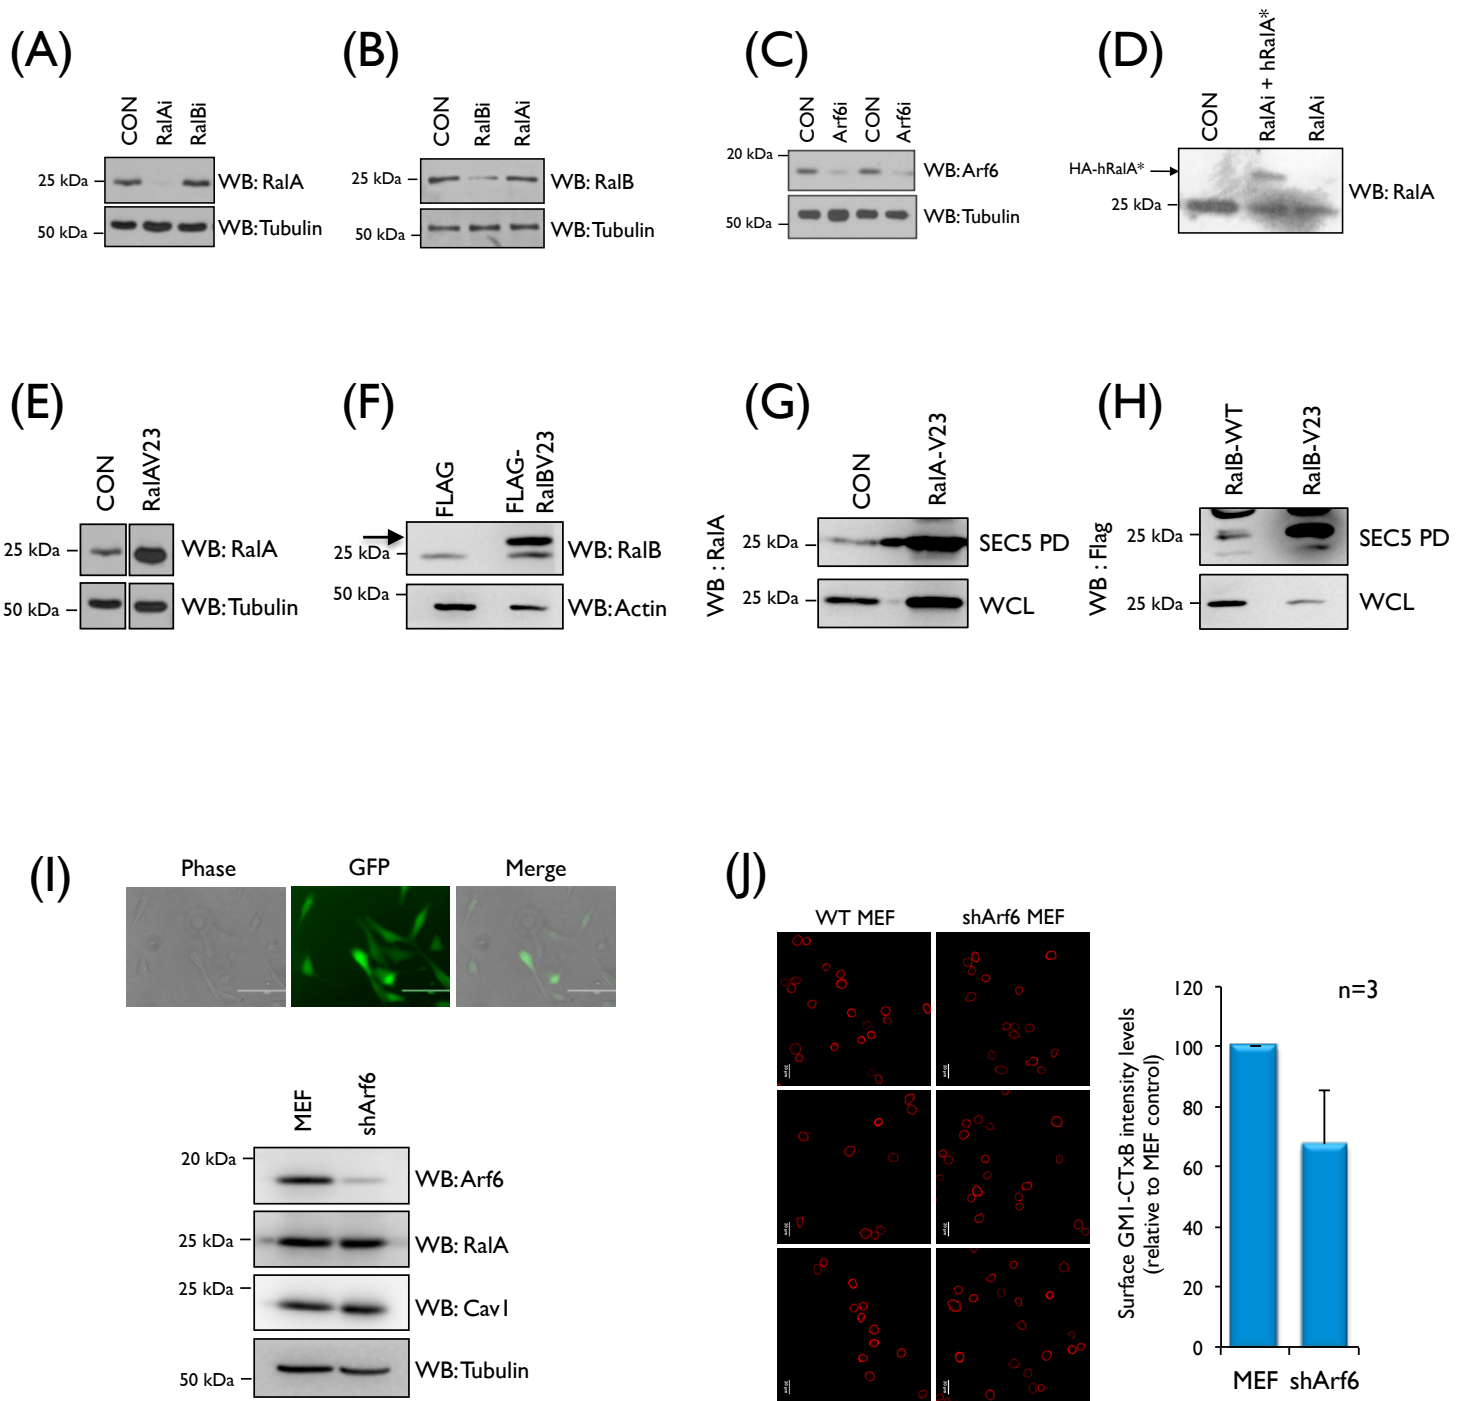 (A)
CON
RalAi
RalBi
25 kDa
WB: RalA
50 kDa
WB:Tubulin
(B)
CON
RalBi
RalAi
25 kDa
WB: RalB
50 kDa
WB:Tubulin
(C)
CON
Arf6i
CON
Arf6i
20 kDa
WB:Arf6
50 kDa
WB:Tubulin
(D)
CON
RalAi + hRalA*
RalAi
HA-hRalA*
25 kDa
WB: RalA
(E)
CON
RalAV23
25 kDa
WB: RalA
50 kDa
WB:Tubulin
(F)
FLAG
FLAG-
RalBV23
25 kDa
WB: RalB
50 kDa
WB:Actin
(G)
CON
RalA-V23
WB : RalA
25 kDa
SEC5 PD
25 kDa
WCL
(H)
RalB-WT
RalB-V23
WB : Flag
25 kDa
SEC5 PD
25 kDa
WCL
(I)
Phase
GFP
Merge
MEF
shArf6
20 kDa
WB:Arf6
25 kDa
WB: RalA
25 kDa
WB: Cav1
WB:Tubulin
50 kDa
(J)
WT MEF
shArf6 MEF
n=3
Surface GM1-CTxB intensity levels
(relative to MEF control)
120
100
80
60
40
20
0
MEF
shArf6